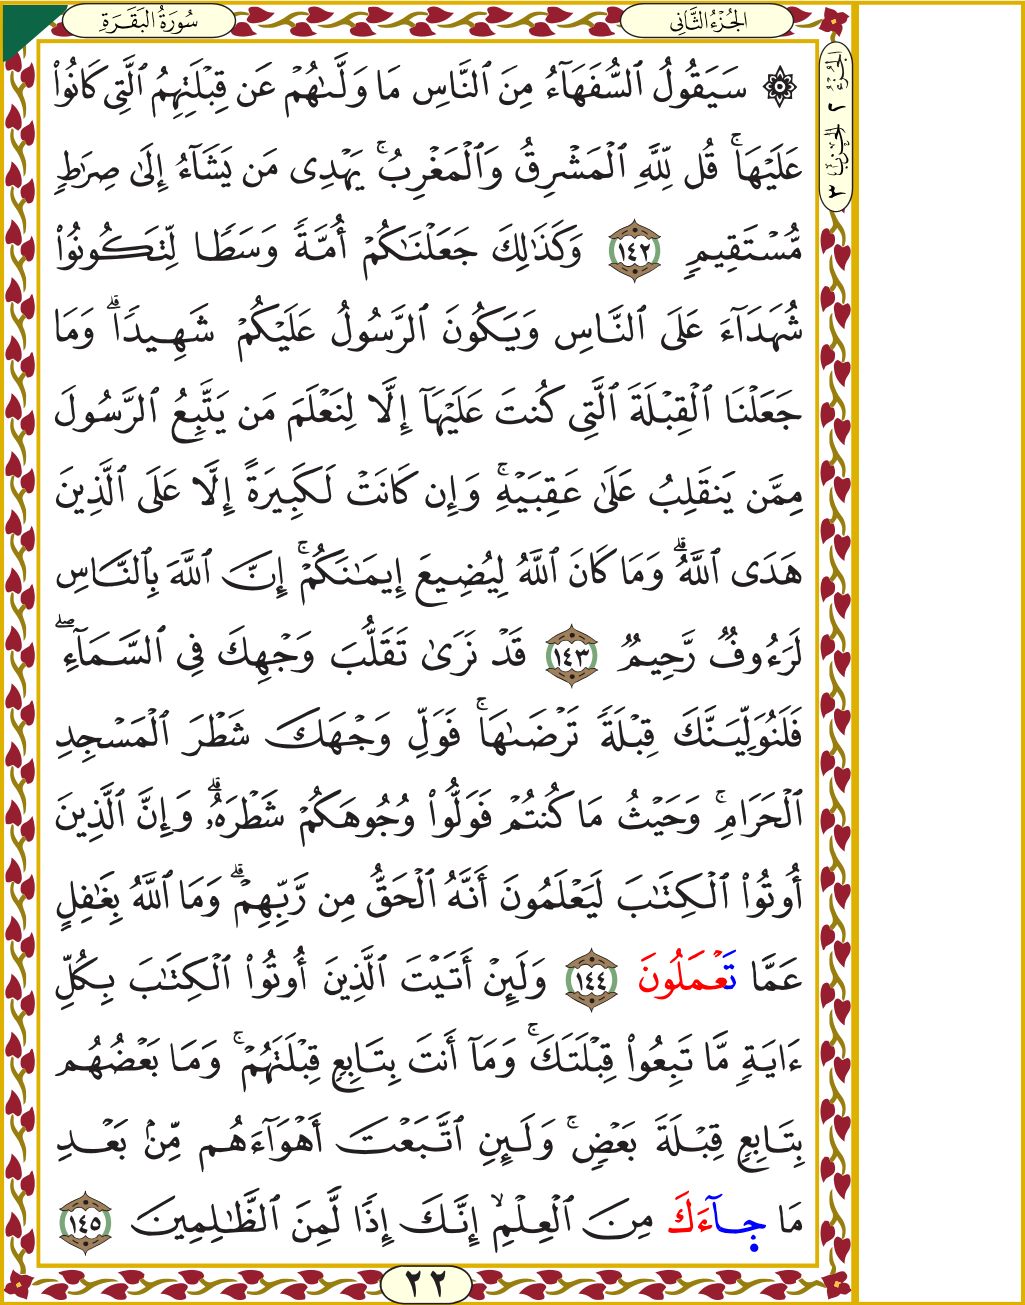 سُورَةُ البَقَرَةِ
الجُزْءُ الثَّانِي
الجزء ٢ الحزب ٣
۞ سَيَقُولُ ٱلسُّفَهَآءُ مِنَ ٱلنَّاسِ مَا وَلَّىٰهُمْ عَن قِبْلَتِهِمُ ٱلَّتِى كَانُوا۟
عَلَيْهَا ۚ قُل لِّلَّهِ ٱلْمَشْرِقُ وَٱلْمَغْرِبُ ۚ يَهْدِى مَن يَشَآءُ إِلَىٰ صِرَٰطٍ
مُّسْتَقِيمٍ ١٤٢ وَكَذَٰلِكَ جَعَلْنَٰكُمْ أُمَّةً وَسَطًا لِّتَكُونُوا۟
شُهَدَآءَ عَلَى ٱلنَّاسِ وَيَكُونَ ٱلرَّسُولُ عَلَيْكُمْ شَهِيدًا ۗ وَمَا
جَعَلْنَا ٱلْقِبْلَةَ ٱلَّتِى كُنتَ عَلَيْهَآ إِلَّا لِنَعْلَمَ مَن يَتَّبِعُ ٱلرَّسُولَ
مِمَّن يَنقَلِبُ عَلَىٰ عَقِبَيْهِ ۚ وَإِن كَانَتْ لَكَبِيرَةً إِلَّا عَلَى ٱلَّذِينَ
هَدَى ٱللَّهُ ۗ وَمَا كَانَ ٱللَّهُ لِيُضِيعَ إِيمَٰنَكُمْ ۚ إِنَّ ٱللَّهَ بِٱلنَّاسِ
لَرَءُوفٌ رَّحِيمٌ ١٤٣ قَدْ نَرَىٰ تَقَلُّبَ وَجْهِكَ فِى ٱلسَّمَآءِ ۖ
فَلَنُوَلِّيَنَّكَ قِبْلَةً تَرْضَىٰهَا ۚ فَوَلِّ وَجْهَكَ شَطْرَ ٱلْمَسْجِدِ
ٱلْحَرَامِ ۚ وَحَيْثُ مَا كُنتُمْ فَوَلُّوا۟ وُجُوهَكُمْ شَطْرَهُۥ ۗ وَإِنَّ ٱلَّذِينَ
أُوتُوا۟ ٱلْكِتَٰبَ لَيَعْلَمُونَ أَنَّهُ ٱلْحَقُّ مِن رَّبِّهِمْ ۗ وَمَا ٱللَّهُ بِغَٰفِلٍ
عَمَّا تَعْمَلُونَ ١٤٤ وَلَئِنْ أَتَيْتَ ٱلَّذِينَ أُوتُوا۟ ٱلْكِتَٰبَ بِكُلِّ
ءَايَةٍ مَّا تَبِعُوا۟ قِبْلَتَكَ ۚ وَمَآ أَنتَ بِتَابِعٍ قِبْلَتَهُمْ ۚ وَمَا بَعْضُهُم
بِتَابِعٍ قِبْلَةَ بَعْضٍ ۚ وَلَئِنِ ٱتَّبَعْتَ أَهْوَآءَهُم مِّنۢ بَعْدِ
مَا جَآءَكَ مِنَ ٱلْعِلْمِ ۙ إِنَّكَ إِذًا لَّمِنَ ٱلظَّٰلِمِينَ ١٤٥
٢٢